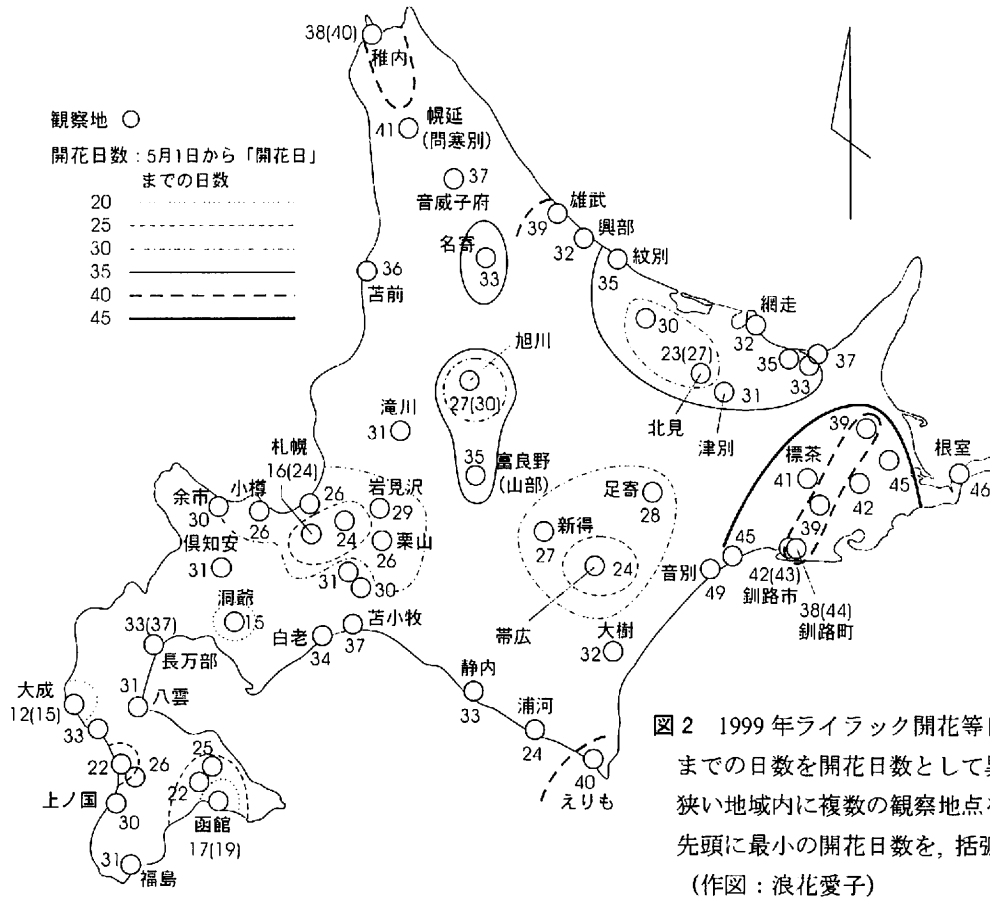 38(40)
稚内
観察地
開花日数：5月1日から「開花日」
までの日数
20
25
30
35
40
45
41
幌延
(問寒別)
37
音威子府
雄武
39
興部
32
紋別
35
名寄
33
36
苫前
30
網走
32
23(27)
35
33
37
31
北見
津別
旭川
27(30)
滝川
31
35
富良野
(山部)
札幌
16(24)
小樽
26
余市
30
26
岩見沢
29
24
栗山
26
倶知安
31
31
30
足寄
28
新得
27
24
帯広
標茶
39
41
45
42
39
根室
46
45
音別
49
42(43)
釧路市
38(44)
釧路町
洞爺
15
33(37)
長万部
白老
34
苫小牧
37
大樹
32
静内
33
浦河
24
40
えりも
大成
12(15)
31
八雲
33
22
26
上ノ国
30
25
22
函館
17(19)
31
福島
図2　1999年ライラック開花等
までの日数を開花日数として
狭い地域内に複数の観察地点
先頭に最小の開花日数を, 括弧
(作図：浪花愛子)